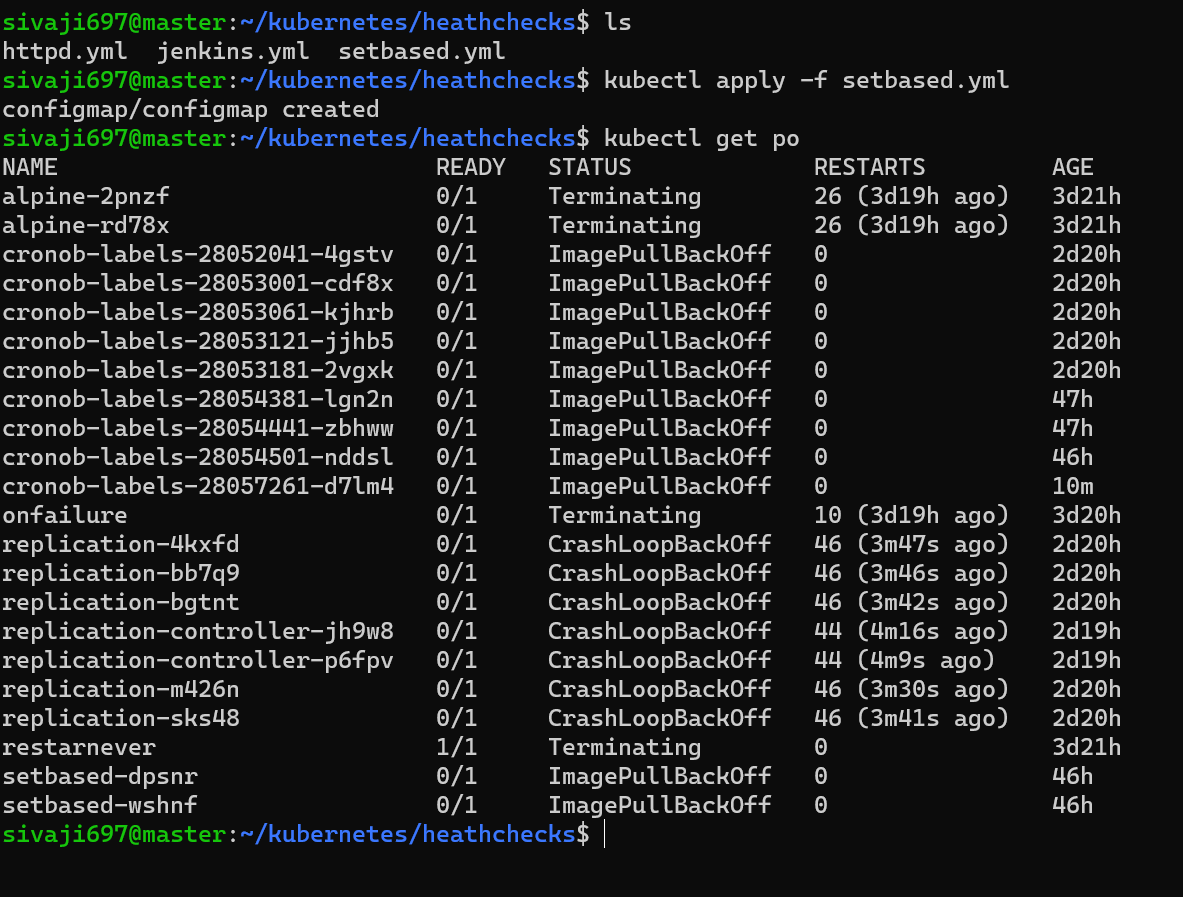 sivaji697@master:~/kubernetes/heathchecks$ ls
httpd.yml  jenkins.yml  setbased.yml
sivaji697@master:~/kubernetes/heathchecks$ kubectl apply -f setbased.yml
configmap/configmap created
sivaji697@master:~/kubernetes/heathchecks$ kubectl get po
NAME                           READY   STATUS             RESTARTS         AGE
alpine-2pnzf                   0/1     Terminating        26 (3d19h ago)   3d21h
alpine-rd78x                   0/1     Terminating        26 (3d19h ago)   3d21h
cronob-labels-28052041-4gstv   0/1     ImagePullBackOff   0                2d20h
cronob-labels-28053001-cdf8x   0/1     ImagePullBackOff   0                2d20h
cronob-labels-28053061-kjhrb   0/1     ImagePullBackOff   0                2d20h
cronob-labels-28053121-jjhb5   0/1     ImagePullBackOff   0                2d20h
cronob-labels-28053181-2vgxk   0/1     ImagePullBackOff   0                2d20h
cronob-labels-28054381-lgn2n   0/1     ImagePullBackOff   0                47h
cronob-labels-28054441-zbhww   0/1     ImagePullBackOff   0                47h
cronob-labels-28054501-nddsl   0/1     ImagePullBackOff   0                46h
cronob-labels-28057261-d7lm4   0/1     ImagePullBackOff   0                10m
onfailure                      0/1     Terminating        10 (3d19h ago)   3d20h
replication-4kxfd              0/1     CrashLoopBackOff   46 (3m47s ago)   2d20h
replication-bb7q9              0/1     CrashLoopBackOff   46 (3m46s ago)   2d20h
replication-bgtnt              0/1     CrashLoopBackOff   46 (3m42s ago)   2d20h
replication-controller-jh9w8   0/1     CrashLoopBackOff   44 (4m16s ago)   2d19h
replication-controller-p6fpv   0/1     CrashLoopBackOff   44 (4m9s ago)    2d19h
replication-m426n              0/1     CrashLoopBackOff   46 (3m30s ago)   2d20h
replication-sks48              0/1     CrashLoopBackOff   46 (3m41s ago)   2d20h
restarnever                    1/1     Terminating        0                3d21h
setbased-dpsnr                 0/1     ImagePullBackOff   0                46h
setbased-wshnf                 0/1     ImagePullBackOff   0                46h
sivaji697@master:~/kubernetes/heathchecks$